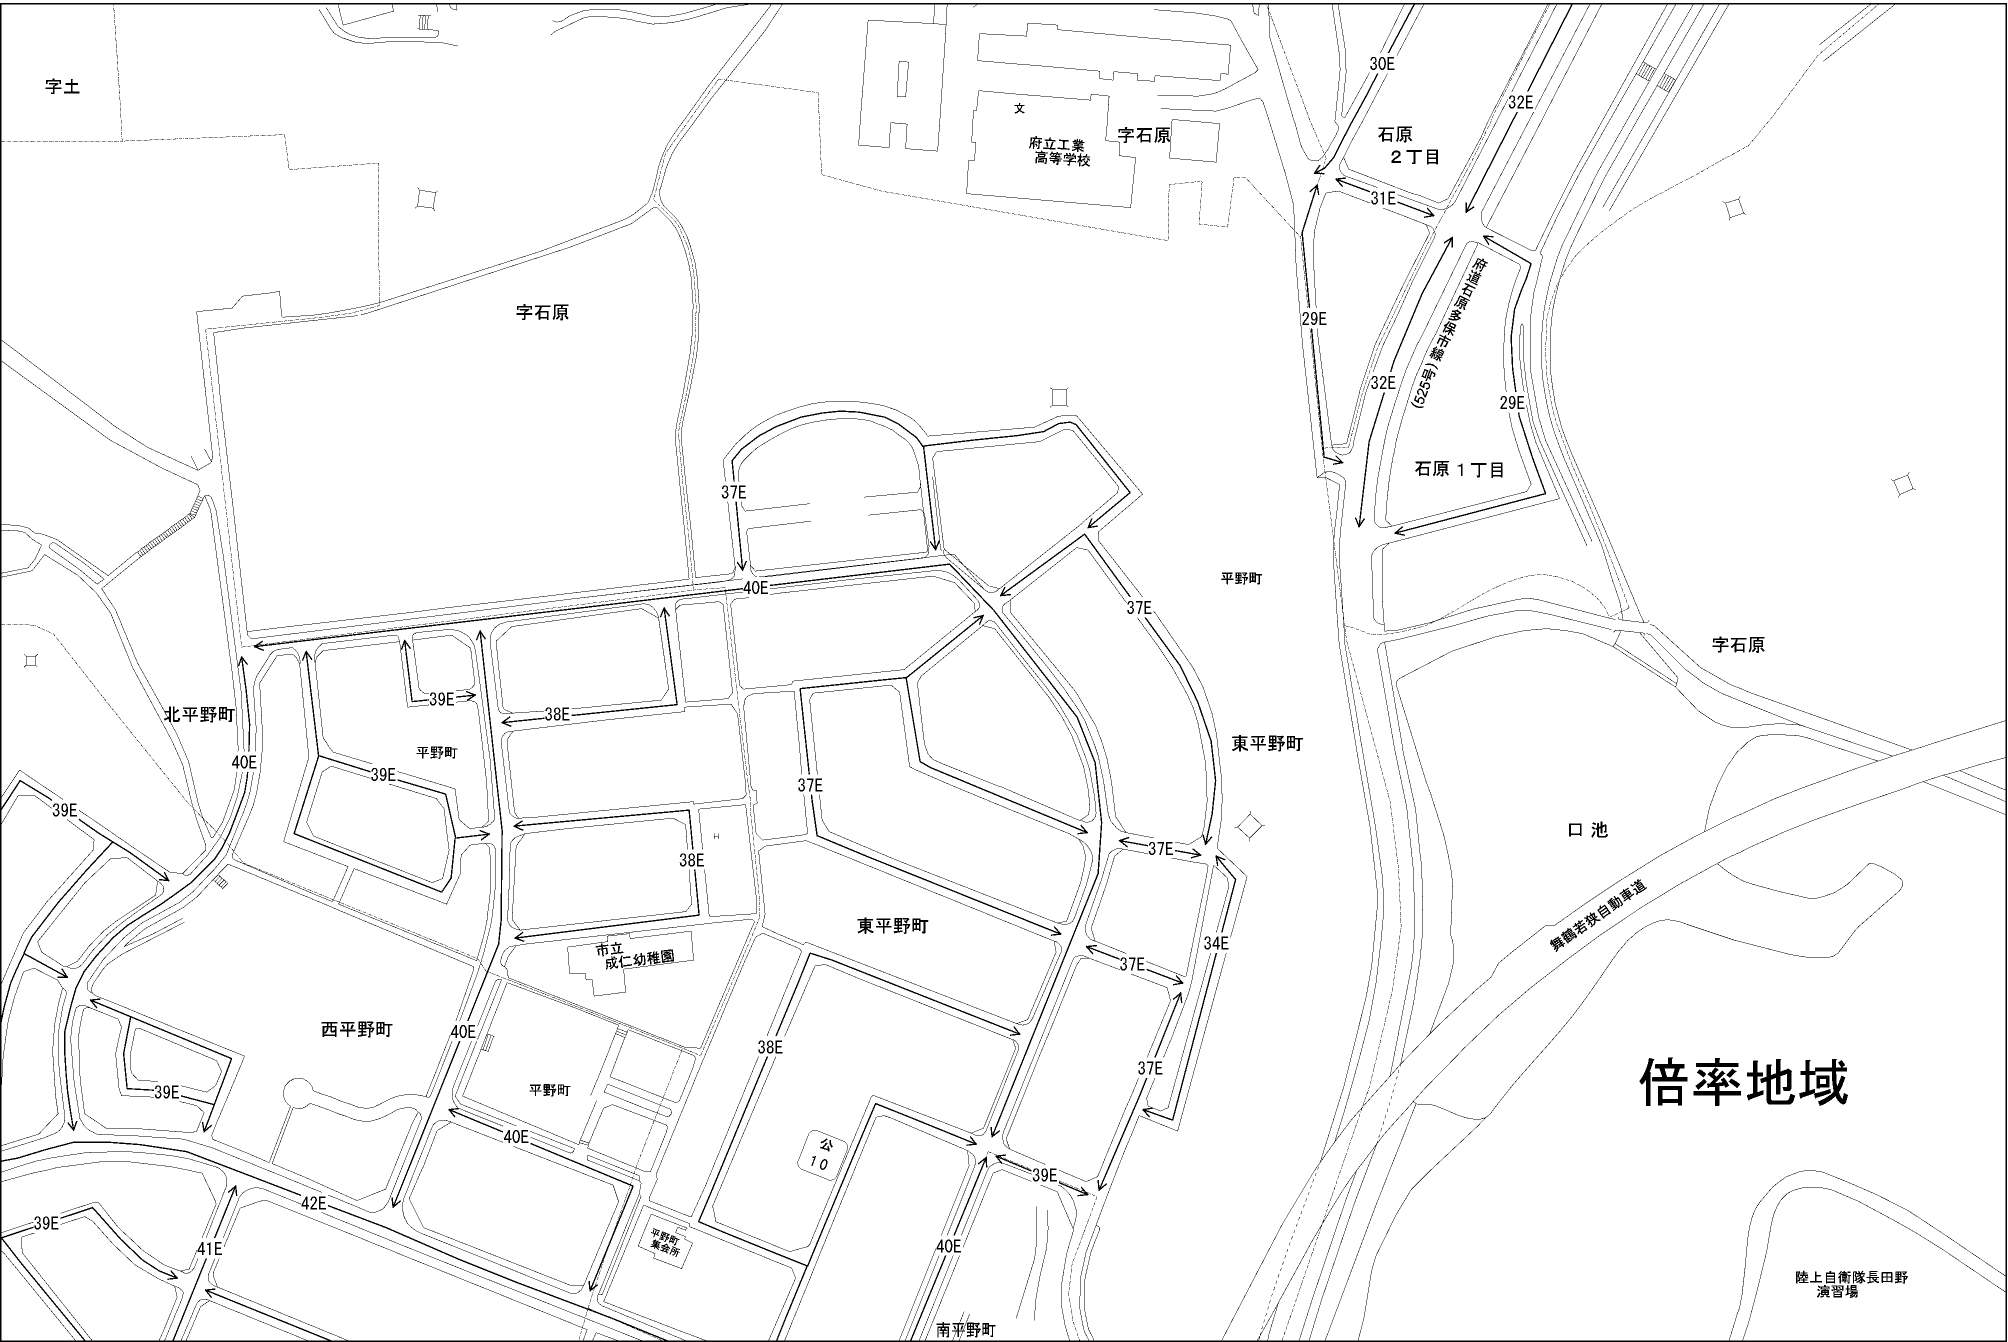 字土
30E
32E
文
石原
2丁目
府立工業
高等学校
字石原
31E
字石原
府道石原多保市線
(525号)
29E
32E
29E
石原1丁目
37E
40E
平野町
37E
字石原
39E
38E
北平野町
平野町
東平野町
40E
39E
37E
39E
口池
H
37E
38E
舞鶴若狭自動車道
東平野町
34E
市立
成仁幼稚園
37E
西平野町
40E
38E
37E
倍率地域
39E
平野町
40E
公
10
39E
42E
39E
41E
平野町
集会所
40E
陸上自衛隊長田野
演習場
南平野町